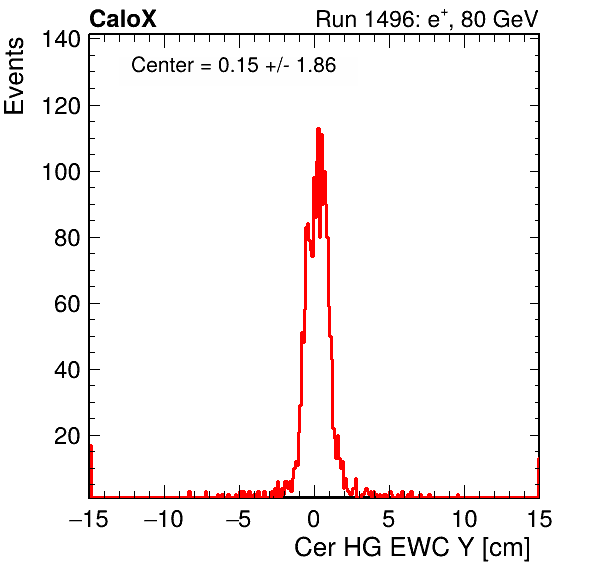 CaloX Run 1496: e⁺, 80 GeV
Center = 0.15 +/- 1.86
Events
140
120
100
80
60
40
20
−15 −10 −5 0 5 10 15
Cer HG EWC Y [cm]